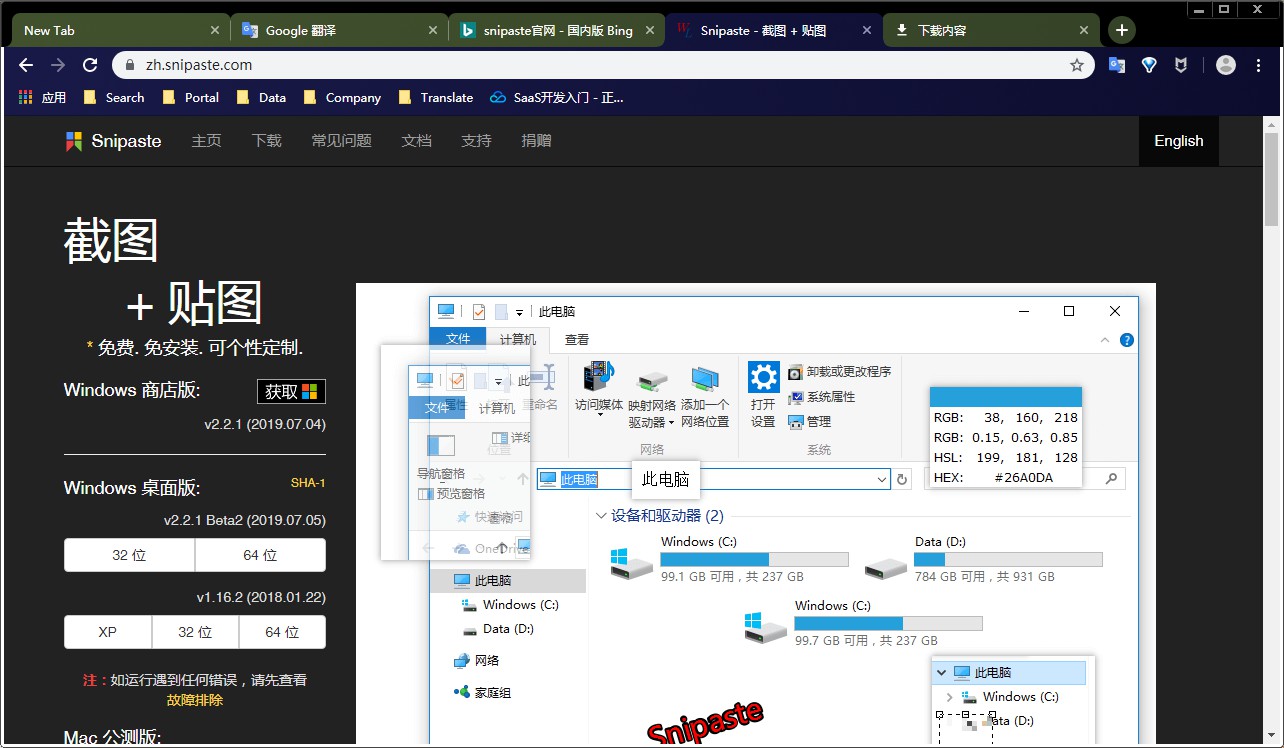 New Tab
Google 翻译
snipaste官网 - 国内版 Bing
Snipaste - 截图 + 贴图
下载内容
zh.snipaste.com
应用
Search
Portal
Data
Company
Translate
SaaS开发入门 - 正...
Snipaste
主页
下载
常见问题
文档
支持
捐赠
English
截图
+ 贴图
* 免费. 免安装. 可个性定制.
Windows 商店版:
获取
v2.2.1 (2019.07.04)
Windows 桌面版:
SHA-1
v2.2.1 Beta2 (2019.07.05)
32 位
64 位
v1.16.2 (2018.01.22)
XP
32 位
64 位
注：如运行遇到任何错误，请先查看
故障排除
Mac 公测版:
此电脑
文件
计算机
查看
属性
重命名
访问媒体
映射网络
驱动器
添加一个
网络位置
网络
打开
设置
卸载或更改程序
系统属性
管理
系统
此电脑
此电脑
文件
计算机
详细
位置
导航窗格
预览窗格
窗格
快速访问
OneDrive
此电脑
Windows (C:)
Data (D:)
网络
家庭组
设备和驱动器 (2)
Windows (C:)
99.1 GB 可用，共 237 GB
Data (D:)
784 GB 可用，共 931 GB
Windows (C:)
99.7 GB 可用，共 237 GB
RGB: 38, 160, 218
RGB: 0.15, 0.63, 0.85
HSL: 199, 181, 128
HEX: #26A0DA
此电脑
Windows (C:)
ata (D:)
Snipaste